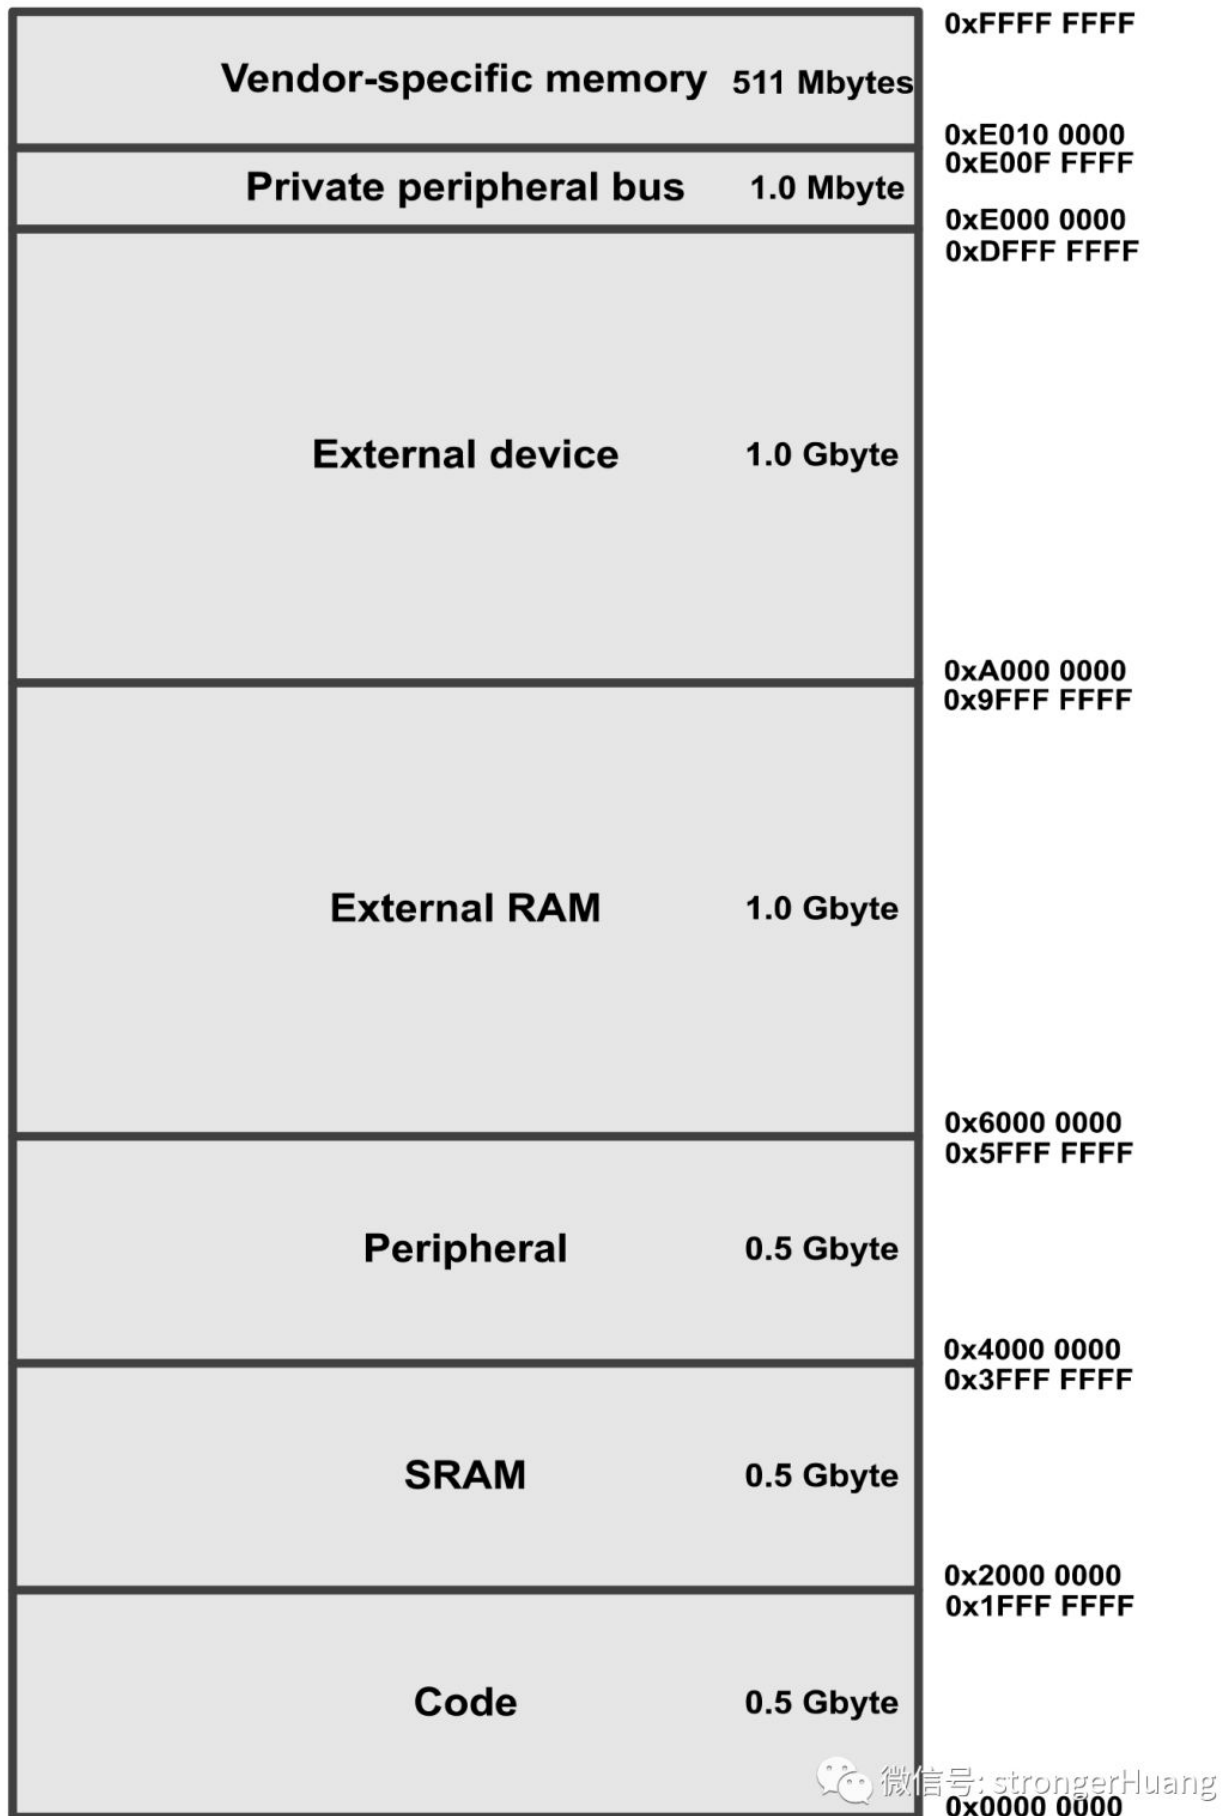 0xFFFF FFFF
Vendor-specific memory 511 Mbytes
0xE010 0000
0xE00F FFFF
Private peripheral bus 1.0 Mbyte
0xE000 0000
0xDFFF FFFF
External device 1.0 Gbyte
0xA000 0000
0x9FFF FFFF
External RAM 1.0 Gbyte
0x6000 0000
0x5FFF FFFF
Peripheral 0.5 Gbyte
0x4000 0000
0x3FFF FFFF
SRAM 0.5 Gbyte
0x2000 0000
0x1FFF FFFF
Code 0.5 Gbyte
微信号: strongerHuang
0x0000 0000